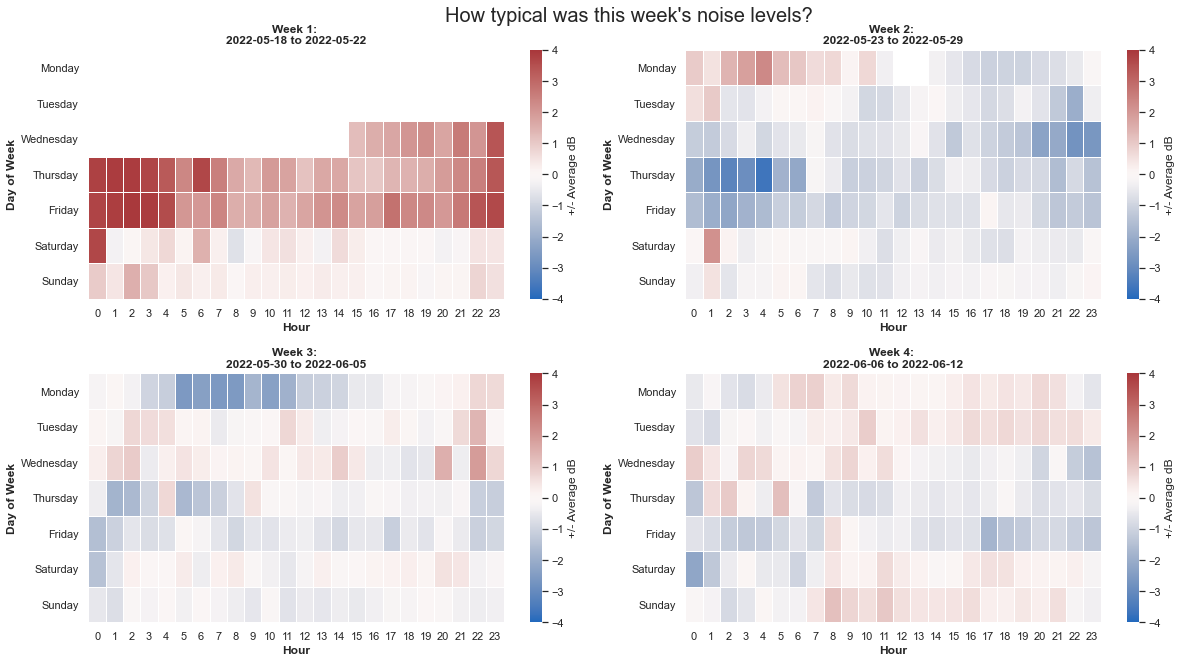 How typical was this week's noise levels?
Week 1:
2022-05-18 to 2022-05-22
Day of Week
Monday
Tuesday
Wednesday
Thursday
Friday
Saturday
Sunday
0 1 2 3 4 5 6 7 8 9 10 11 12 13 14 15 16 17 18 19 20 21 22 23
Hour
4
3
2
1
0
−1
−2
−3
−4
+/- Average dB
Week 2:
2022-05-23 to 2022-05-29
Day of Week
Monday
Tuesday
Wednesday
Thursday
Friday
Saturday
Sunday
0 1 2 3 4 5 6 7 8 9 10 11 12 13 14 15 16 17 18 19 20 21 22 23
Hour
4
3
2
1
0
−1
−2
−3
−4
+/- Average dB
Week 3:
2022-05-30 to 2022-06-05
Day of Week
Monday
Tuesday
Wednesday
Thursday
Friday
Saturday
Sunday
0 1 2 3 4 5 6 7 8 9 10 11 12 13 14 15 16 17 18 19 20 21 22 23
Hour
4
3
2
1
0
−1
−2
−3
−4
+/- Average dB
Week 4:
2022-06-06 to 2022-06-12
Day of Week
Monday
Tuesday
Wednesday
Thursday
Friday
Saturday
Sunday
0 1 2 3 4 5 6 7 8 9 10 11 12 13 14 15 16 17 18 19 20 21 22 23
Hour
4
3
2
1
0
−1
−2
−3
−4
+/- Average dB